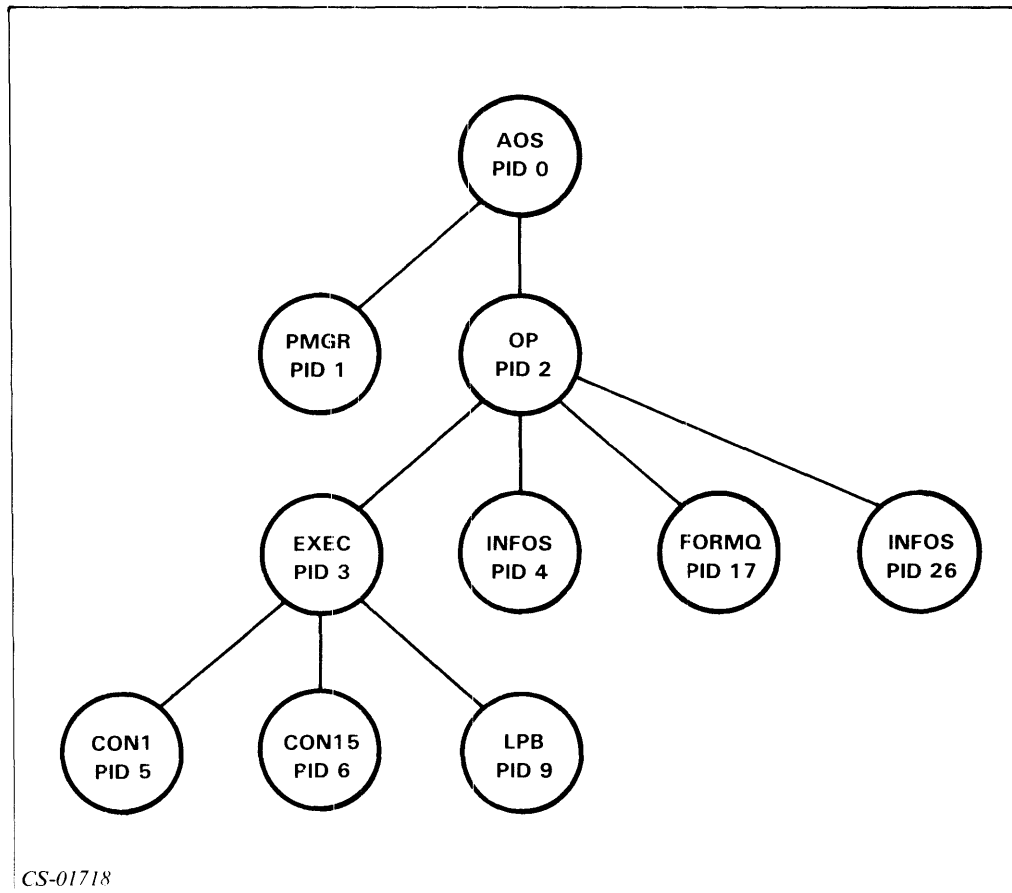 AOS
PID 0
PMGR
PID 1
OP
PID 2
EXEC
PID 3
INFOS
PID 4
FORMQ
PID 17
INFOS
PID 26
CON1
PID 5
CON15
PID 6
LPB
PID 9
CS-01718